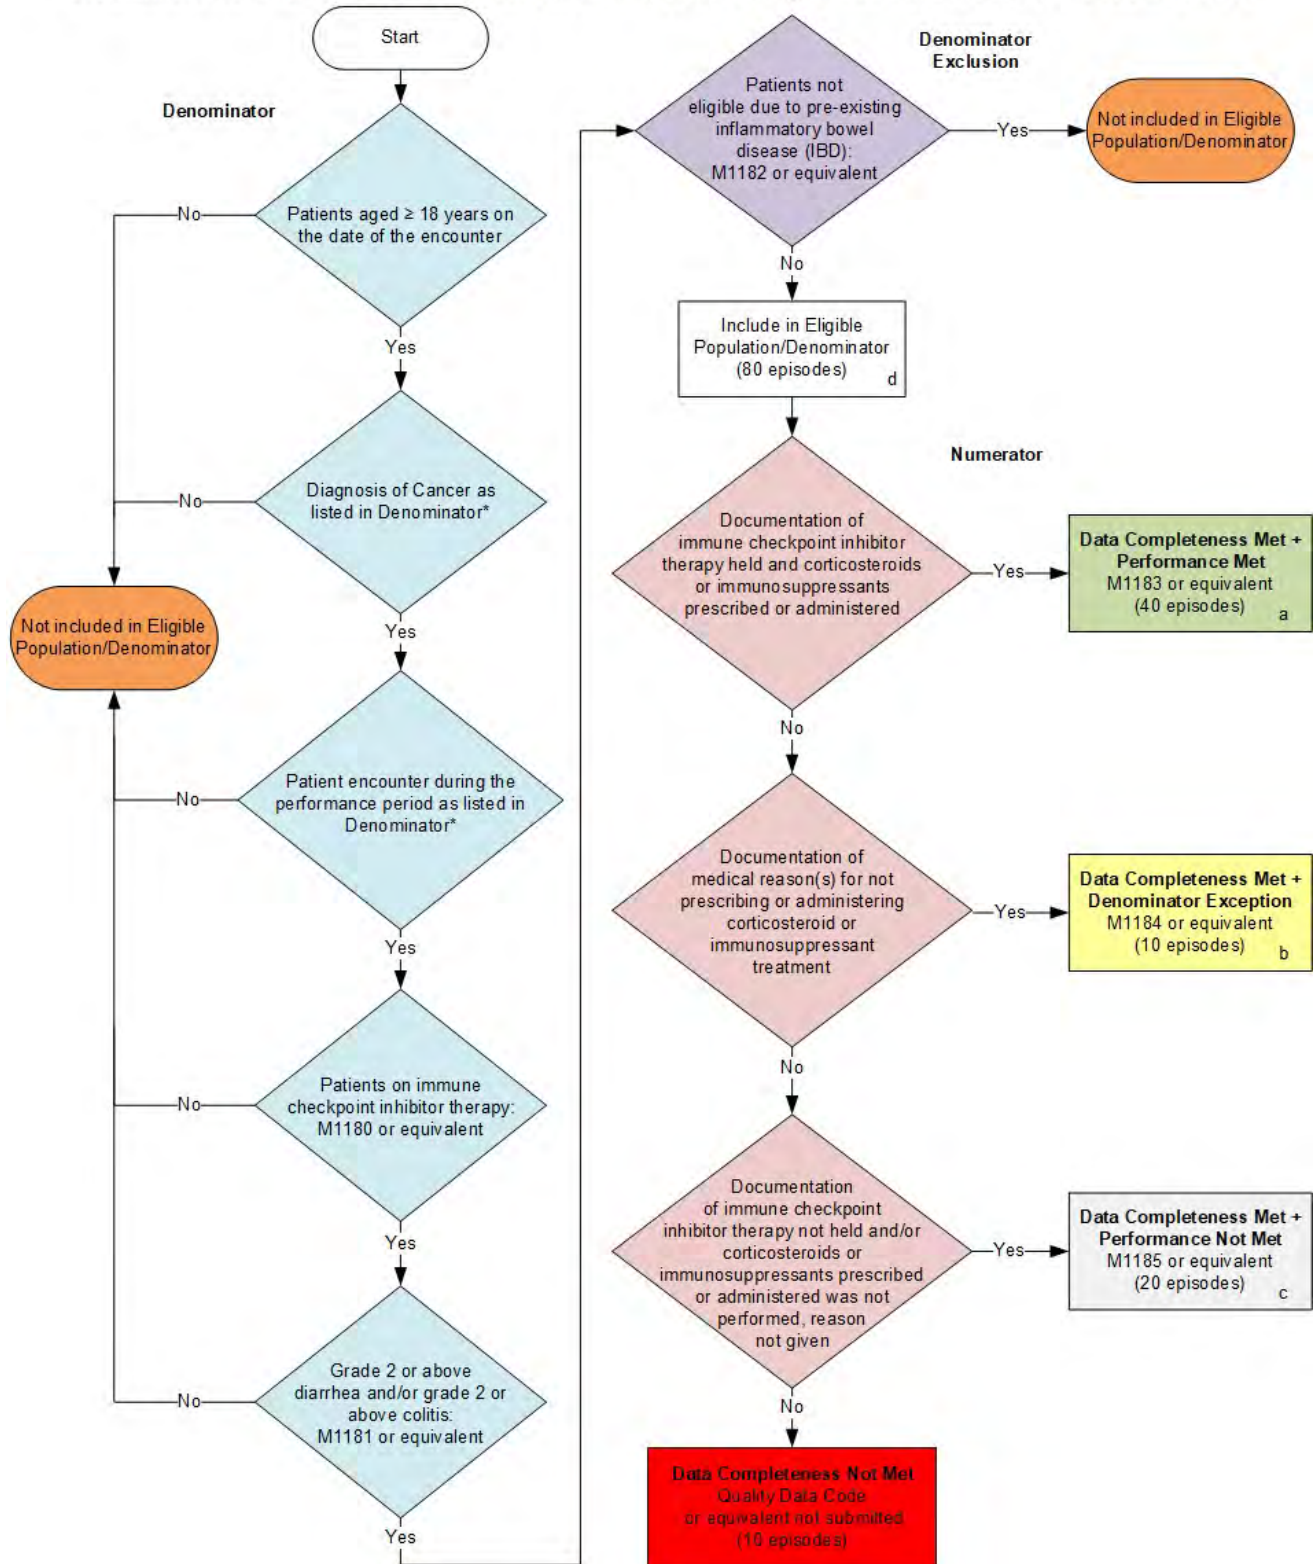 Start
Denominator
Patients aged ≥ 18 years on
the date of the encounter
No
Yes
Diagnosis of Cancer as
listed in Denominator*
No
Yes
Not included in Eligible
Population/Denominator
Patient encounter during the
performance period as listed in
Denominator*
No
Yes
Patients on immune
checkpoint inhibitor therapy:
M1180 or equivalent
No
Yes
Grade 2 or above
diarrhea and/or grade 2 or
above colitis:
M1181 or equivalent
No
Yes
Denominator
Exclusion
Patients not
eligible due to pre-existing
inflammatory bowel
disease (IBD):
M1182 or equivalent
Yes
Not included in Eligible
Population/Denominator
No
Include in Eligible
Population/Denominator
(80 episodes)
d
Numerator
Documentation of
immune checkpoint inhibitor
therapy held and corticosteroids
or immunosuppressants
prescribed or administered
Yes
Data Completeness Met +
Performance Met
M1183 or equivalent
(40 episodes)
a
No
Documentation of
medical reason(s) for not
prescribing or administering
corticosteroid or
immunosuppressant
treatment
Yes
Data Completeness Met +
Denominator Exception
M1184 or equivalent
(10 episodes)
b
No
Documentation
of immune checkpoint
inhibitor therapy not held and/or
corticosteroids or
immunosuppressants prescribed
or administered was not
performed, reason
not given
Yes
Data Completeness Met +
Performance Not Met
M1185 or equivalent
(20 episodes)
c
No
Data Completeness Not Met
Quality Data Code
or equivalent not submitted
(10 episodes)